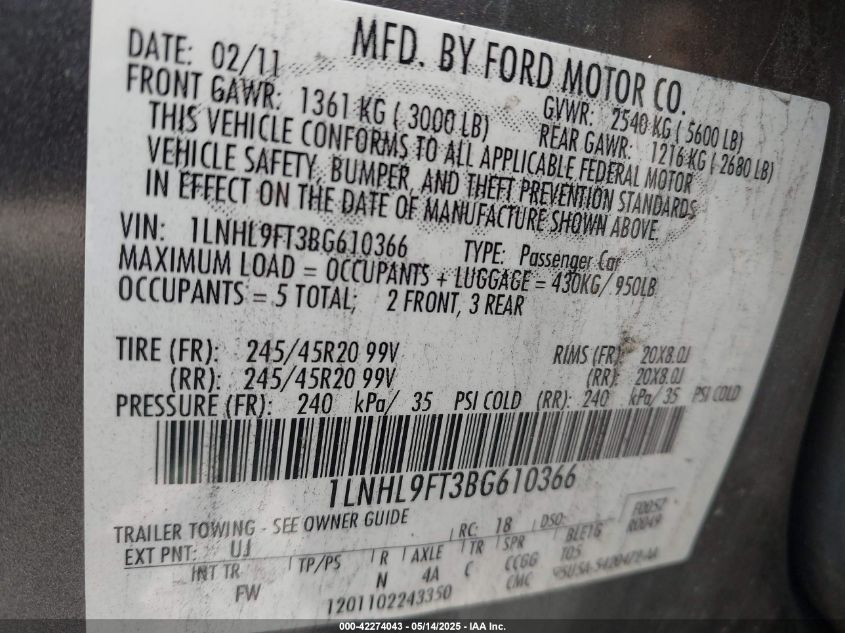 MFD. BY FORD MOTOR CO.
DATE: 02/11 GVWR: 2540 KG ( 5600 LB)
FRONT GAWR: 1361 KG ( 3000 LB) REAR GAWR: 1216 KG ( 2680 LB)
THIS VEHICLE CONFORMS TO ALL APPLICABLE FEDERAL MOTOR
VEHICLE SAFETY, BUMPER, AND THEFT PREVENTION STANDARDS
IN EFFECT ON THE DATE OF MANUFACTURE SHOWN ABOVE.
VIN: 1LNHL9FT3BG610366 TYPE: Passenger Car
MAXIMUM LOAD = OCCUPANTS + LUGGAGE = 430KG/ 950LB
OCCUPANTS = 5 TOTAL; 2 FRONT, 3 REAR
TIRE (FR): 245/45R20 99V RIMS (FR) 20X8.0J
(RR): 245/45R20 99V (RR): 20X8.0J
PRESSURE (FR): 240 kPa/ 35 PSI COLD (RR): 240 kPa/ 35 PSI COLD
1LNHL9FT3BG610366
TRAILER TOWING - SEE OWNER GUIDE
F0057
EXT PNT: UJ RC: 18 DSO: R0049
INT TR TP/PS R AXLE TR SPR BLE1G
FW N 4A C CCGG T05
CMC
1201102243350
000-42274043 - 05/14/2025 - IAA Inc.